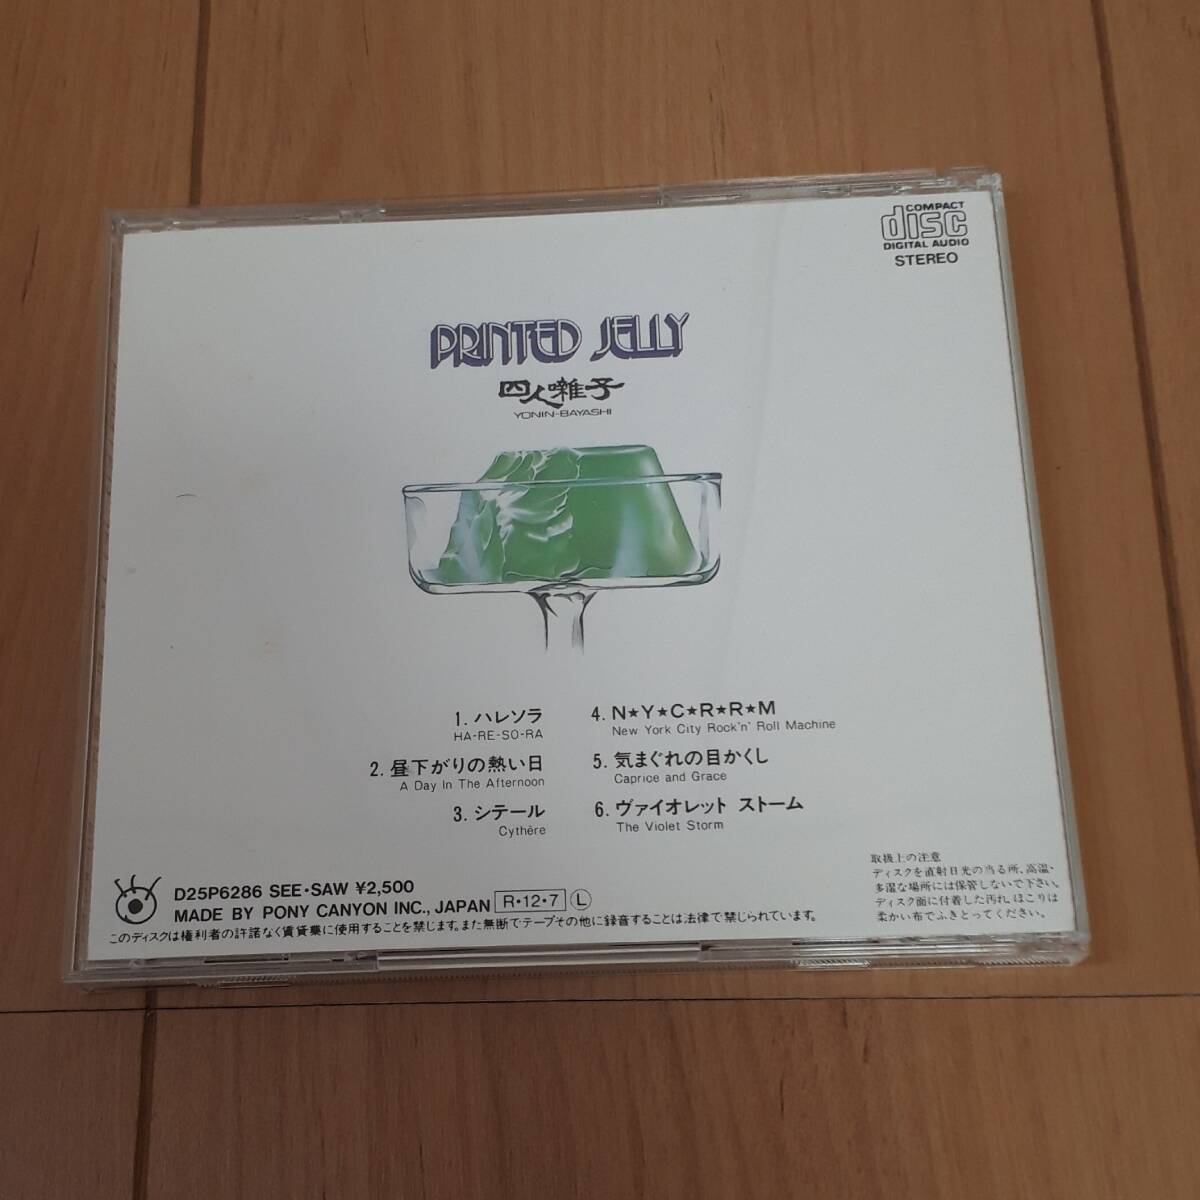 COMPACT
disc
DIGITAL AUDIO
STEREO
PRINTED JELLY
四人囃子
YONIN-BAYASHI
1. ハレソラ
HA-RE-SO-RA
2. 昼下がりの熱い日
A Day In The Afternoon
3. シテール
Cythère
4. N★Y★C★R★R★M
New York City Rock'n' Roll Machine
5. 気まぐれの目かくし
Caprice and Grace
6. ヴァイオレット ストーム
The Violet Storm
D25P6286 SEE・SAW ¥2,500
MADE BY PONY CANYON INC., JAPAN R・12・7 L
このディスクは権利者の許諾なく賃貸業に使用することを禁じます。また無断でテープその他に録音することは法律で禁じられています。
取扱上の注意
ディスクを直射日光の当る所、高温・
多湿な場所には保管しないで下さい。
ディスク面に付着した汚れ、ほこりは
柔かい布でふきとってください。